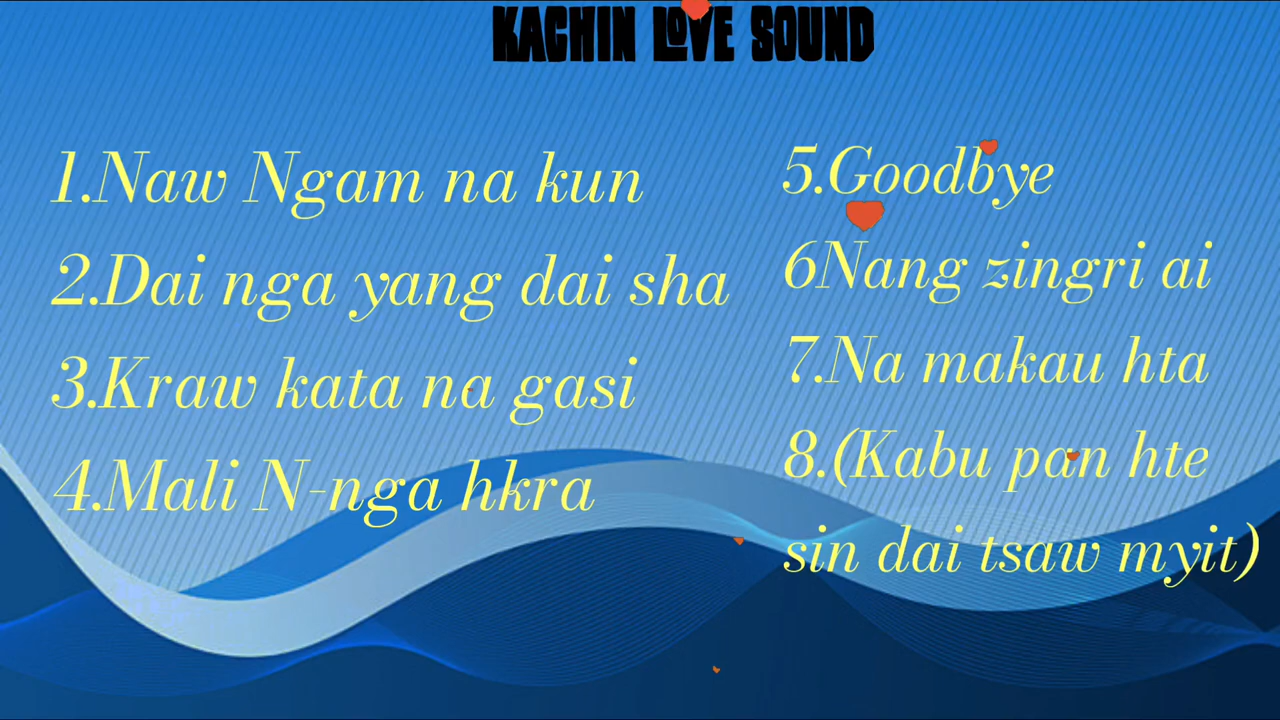 KACHIN LOVE SOUND
1.Naw Ngam na kun
2.Dai nga yang dai sha
3.Kraw kata na gasi
4.Mali N-nga hkra
5.Goodbye
6Nang zingri ai
7.Na makau hta
8.(Kabu pan hte
sin dai tsaw myit)